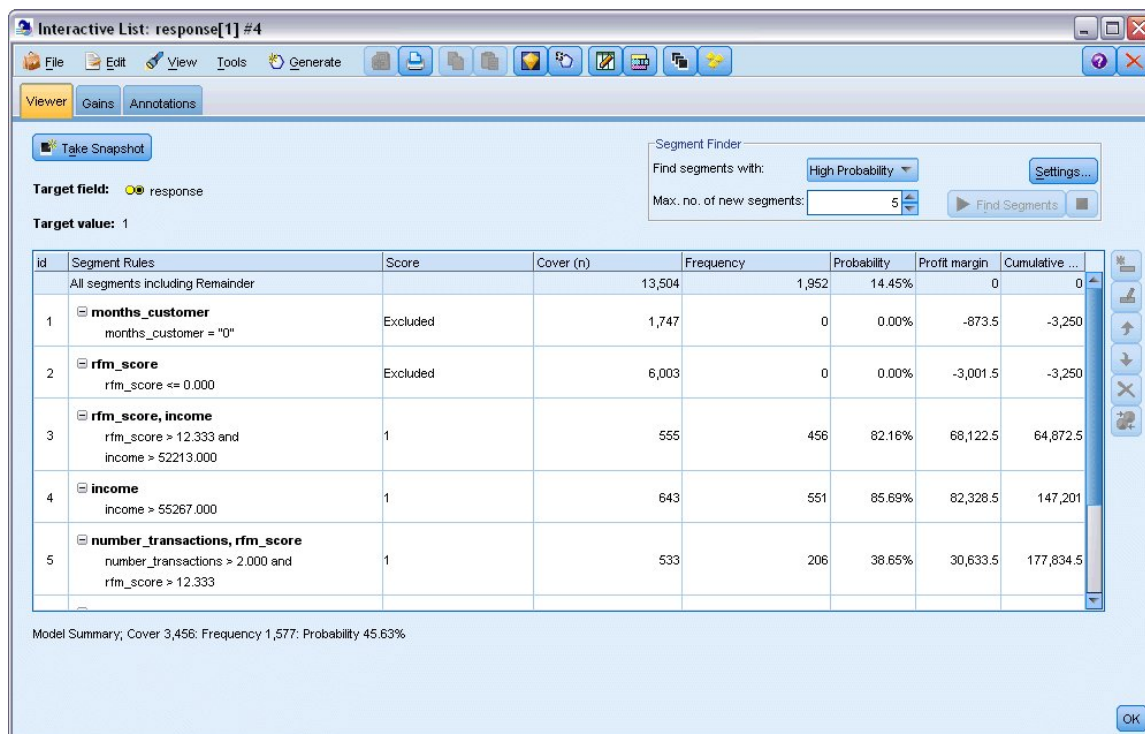 Interactive List: response[1] #4
File Edit View Tools Generate
Viewer Gains Annotations
Take Snapshot
Segment Finder
Find segments with: High Probability Settings...
Target field: response
Max. no. of new segments: 5 Find Segments
Target value: 1
id Segment Rules Score Cover (n) Frequency Probability Profit margin Cumulative ...
All segments including Remainder 13,504 1,952 14.45% 0 0
1 months_customer Excluded 1,747 0 0.00% -873.5 -3,250
months_customer = "0"
2 rfm_score Excluded 6,003 0 0.00% -3,001.5 -3,250
rfm_score <= 0.000
3 rfm_score, income 1 555 456 82.16% 68,122.5 64,872.5
rfm_score > 12.333 and
income > 52213.000
4 income 1 643 551 85.69% 82,328.5 147,201
income > 55267.000
5 number_transactions, rfm_score 1 533 206 38.65% 30,633.5 177,834.5
number_transactions > 2.000 and
rfm_score > 12.333
Model Summary; Cover 3,456: Frequency 1,577: Probability 45.63%
OK